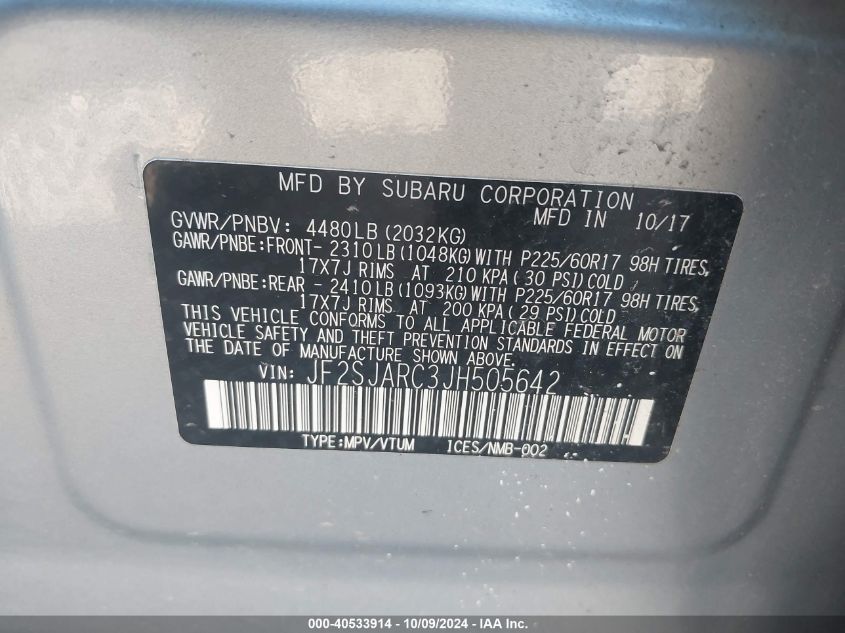 MFD BY SUBARU CORPORATION
MFD IN 10/17
GVWR/PNBV: 4480LB (2032KG)
GAWR/PNBE:FRONT- 2310LB (1048KG) WITH P225/60R17 98H TIRES,
17X7J RIMS AT 210 KPA( 30 PSI)COLD
GAWR/PNBE:REAR - 2410LB (1093KG) WITH P225/60R17 98H TIRES,
17X7J RIMS AT 200 KPA( 29 PSI)COLD
THIS VEHICLE CONFORMS TO ALL APPLICABLE FEDERAL MOTOR
VEHICLE SAFETY AND THEFT PREVENTION STANDARDS IN EFFECT ON
THE DATE OF MANUFACTURE SHOWN ABOVE.
VIN: JF2SJARC3JH505642
TYPE:MPV/VTUM ICES/NMB-002
000-40533914 - 10/09/2024 - IAAI.COM